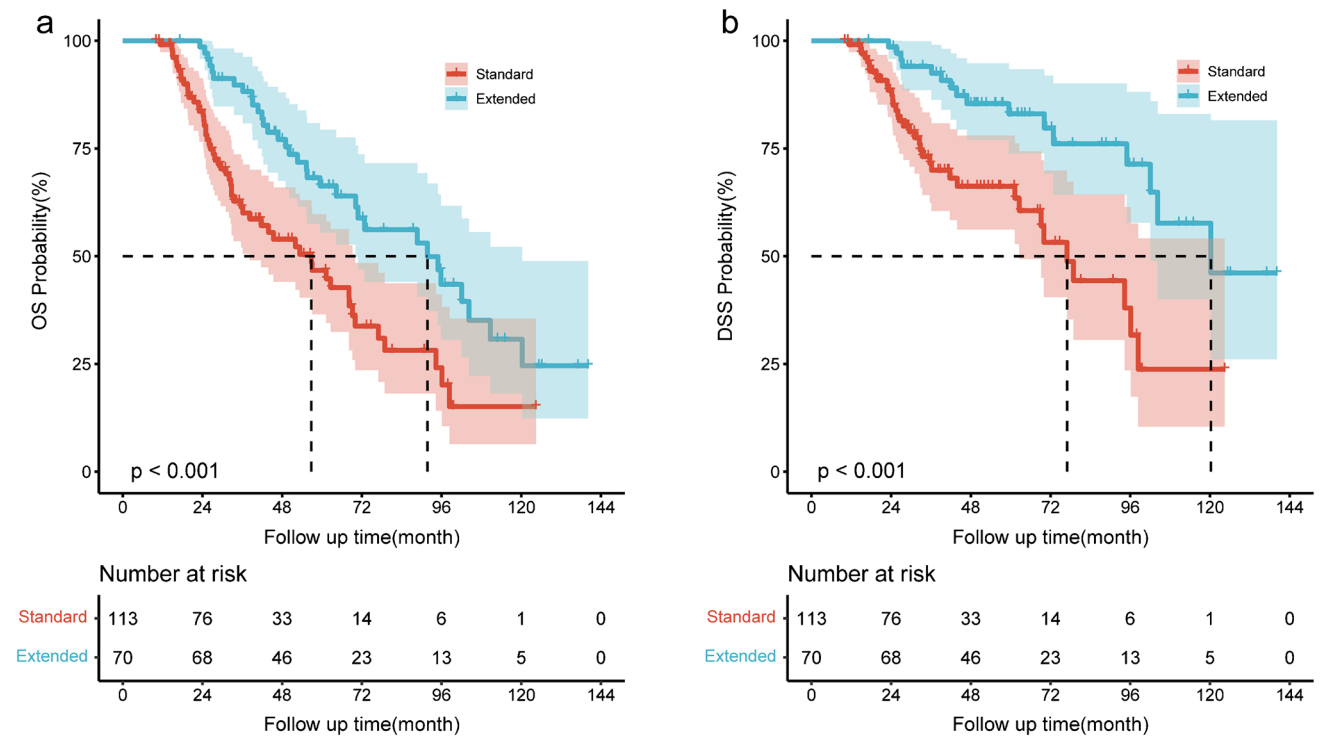 a
OS Probability(%)
100
75
50
25
0
Standard
Extended
p < 0.001
0 24 48 72 96 120 144
Follow up time(month)
Number at risk
Standard 113 76 33 14 6 1 0
Extended 70 68 46 23 13 5 0
0 24 48 72 96 120 144
Follow up time(month)
b
DSS Probability(%)
100
75
50
25
0
Standard
Extended
p < 0.001
0 24 48 72 96 120 144
Follow up time(month)
Number at risk
Standard 113 76 33 14 6 1 0
Extended 70 68 46 23 13 5 0
0 24 48 72 96 120 144
Follow up time(month)